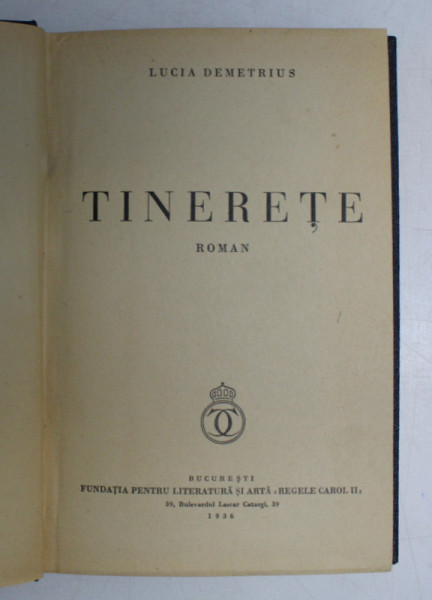 LUCIA DEMETRIUS
TINEREȚE
ROMAN
BUCUREȘTI
FUNDAȚIA PENTRU LITERATURĂ ȘI ARTĂ «REGELE CAROL II»
39, Bulevardul Lascar Catargi, 39
1936